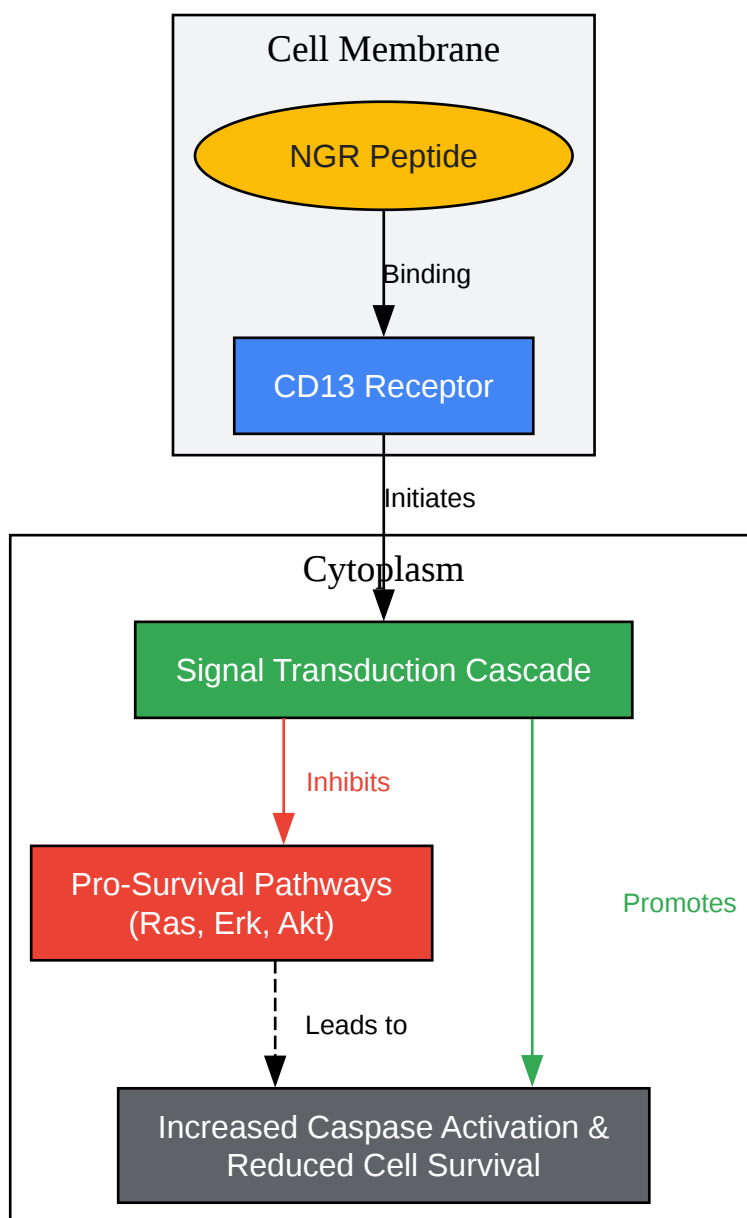 Cell Membrane
NGR Peptide
Binding
CD13 Receptor
Initiates
Cytoplasm
Signal Transduction Cascade
Inhibits
Pro-Survival Pathways
(Ras, Erk, Akt)
Promotes
Leads to
Increased Caspase Activation &
Reduced Cell Survival